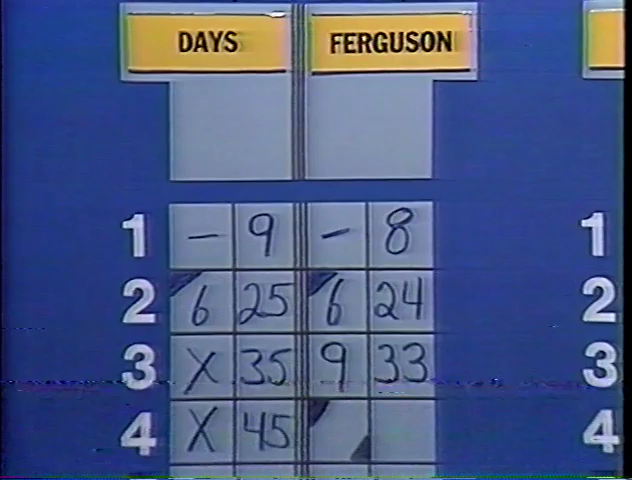 DAYS FERGUSON
1 - 9 - 8 1
2 6 25 6 24 2
3 X 35 9 33 3
4 X 45 4